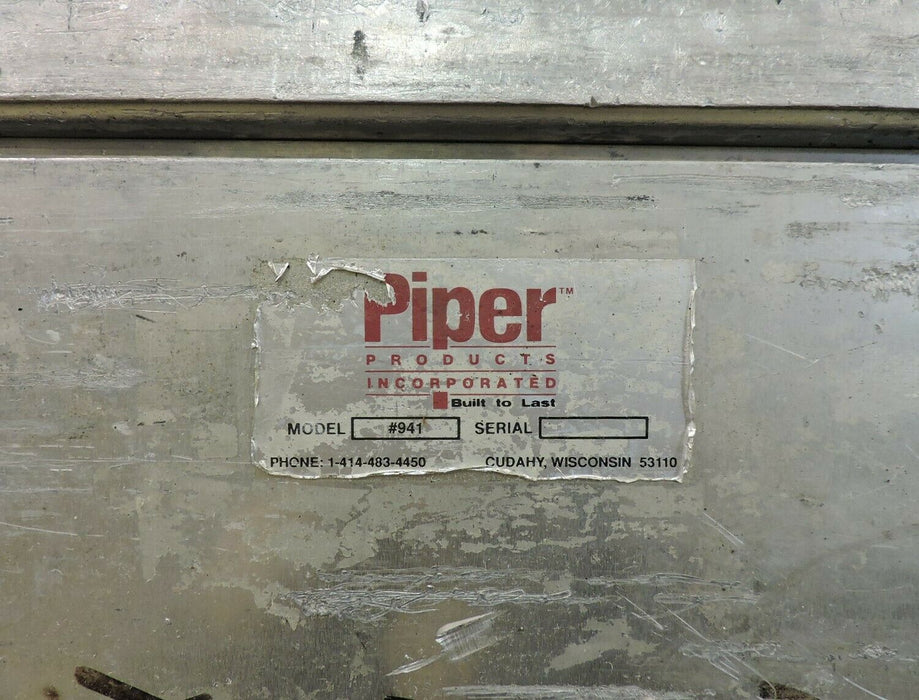 Piper™
PRODUCTS
INCORPORATED
Built to Last
MODEL #941 SERIAL
PHONE: 1-414-483-4450 CUDAHY, WISCONSIN 53110